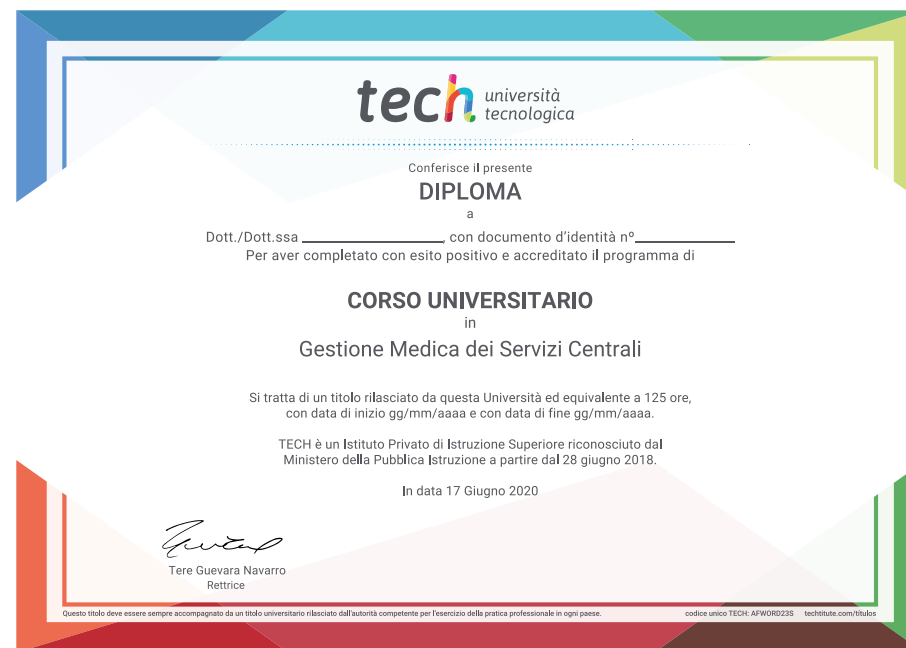 tech università
tecnologica
Conferisce il presente
DIPLOMA
a
Dott./Dott.ssa ____________________, con documento d'identità nº______________
Per aver completato con esito positivo e accreditato il programma di
CORSO UNIVERSITARIO
in
Gestione Medica dei Servizi Centrali
Si tratta di un titolo rilasciato da questa Università ed equivalente a 125 ore,
con data di inizio gg/mm/aaaa e con data di fine gg/mm/aaaa.
TECH è un Istituto Privato di Istruzione Superiore riconosciuto dal
Ministero della Pubblica Istruzione a partire dal 28 giugno 2018.
In data 17 Giugno 2020
Tere Guevara Navarro
Rettrice
Questo titolo deve essere sempre accompagnato da un titolo universitario rilasciato dall'autorità competente per l'esercizio della pratica professionale in ogni paese. codice unico TECH: AFWORD23S techtitute.com/títulos